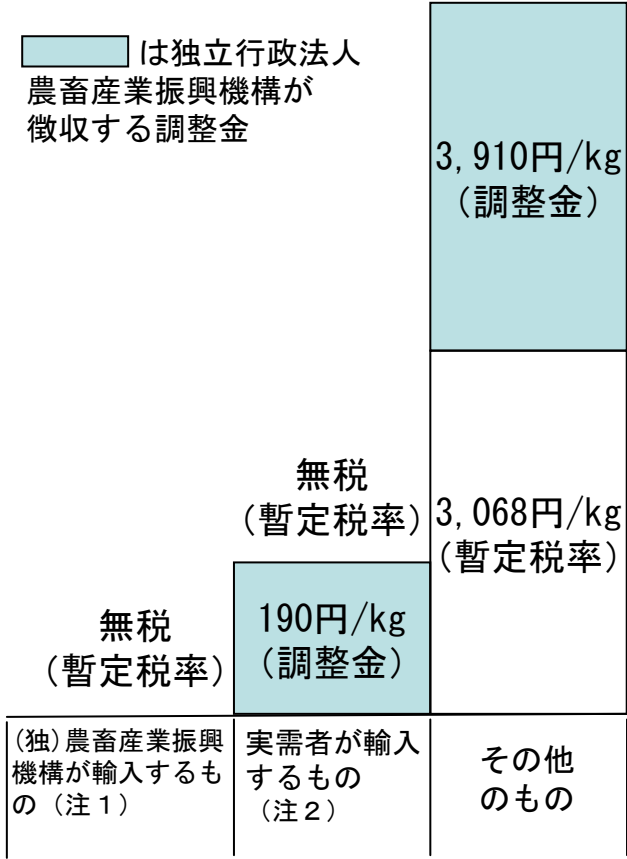 は独立行政法人
農畜産業振興機構が
徴収する調整金
3,910円/kg
(調整金)
無税
(暫定税率)
3,068円/kg
(暫定税率)
無税
(暫定税率)
190円/kg
(調整金)
(独)農畜産業振興
機構が輸入するも
の（注１）
実需者が輸入
するもの
（注２）
その他
のもの